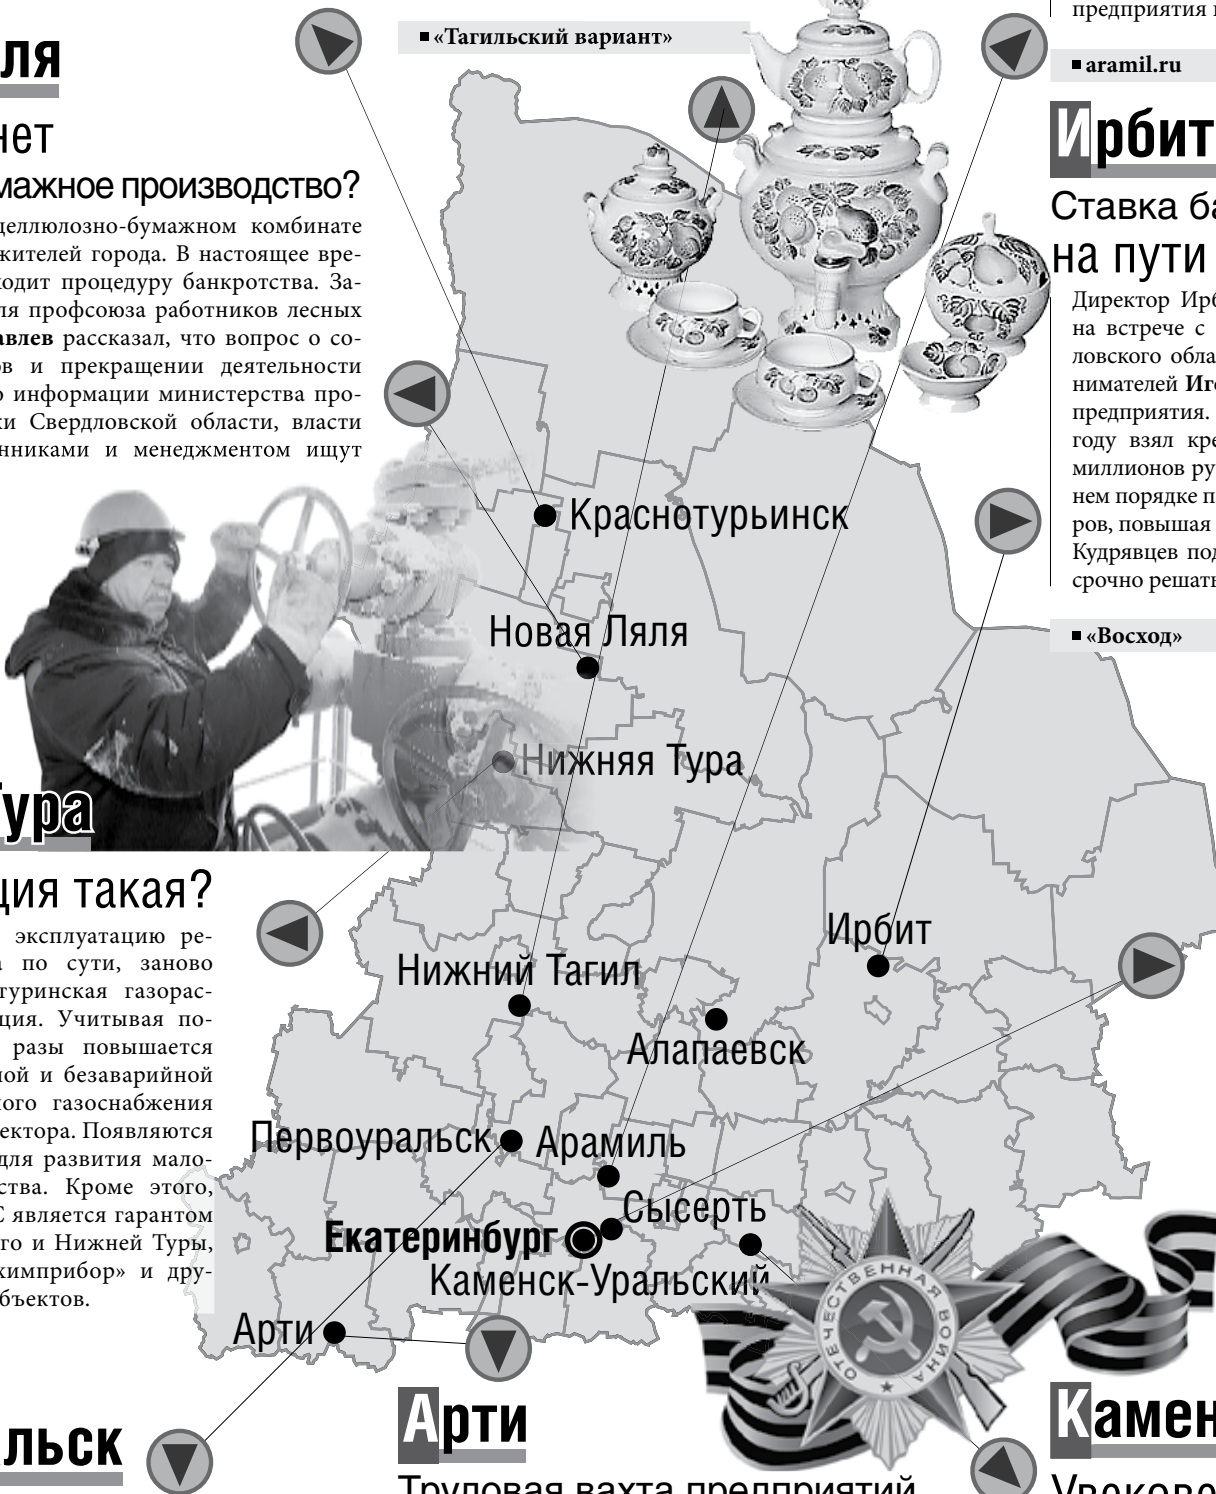 ля
нет
мажное производство?
целлюлозно-бумажном комбинате
жителей города. В настоящее вре-
ходит процедуру банкротства. За-
ля профсоюза работников лесных
авлев рассказал, что вопрос о со-
ов и прекращении деятельности
о информации министерства про-
ки Свердловской области, власти
нниками и менеджментом ищут
Тура
ция такая?
эксплуатацию ре-
а по сути, заново
туринская газорас-
ция. Учитывая по-
разы повышается
ной и безаварийной
ного газоснабжения
ектора. Появляются
для развития мало-
ства. Кроме этого,
С является гарантом
го и Нижней Туры,
химприбор» и дру-
бъектов.
льск
«Тагильский вариант»
Краснотурьинск
Новая Ляля
Нижняя Тура
Ирбит
Нижний Тагил
Алапаевск
Первоуральск
Арамиль
Сысерть
Екатеринбург
Каменск-Уральский
Арти
ОТЕЧЕСТВЕННАЯ ВОЙНА
Арти
Трудовая вахта предприятий
предприятия
aramil.ru
Ирбит
Ставка ба
на пути
Директор Ирб
на встрече с
ловского обла
нимателей Иго
предприятия.
году взял кре
миллионов ру
нем порядке п
ров, повышая
Кудрявцев под
срочно решать
«Восход»
Камен
Увекове